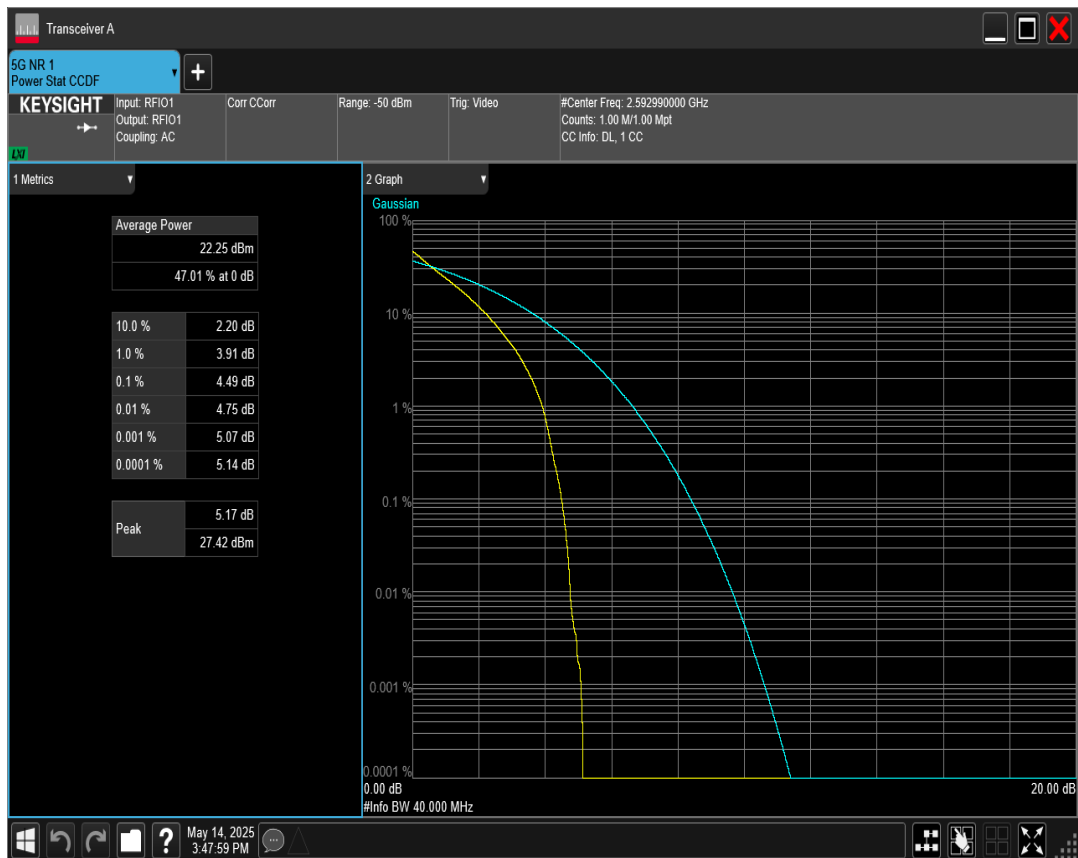 Transceiver A
5G NR 1
Power Stat CCDF
KEYSIGHT
LXI
Input: RFIO1
Output: RFIO1
Coupling: AC
Corr CCorr
Range: -50 dBm
Trig: Video
#Center Freq: 2.592990000 GHz
Counts: 1.00 M/1.00 Mpt
CC Info: DL, 1 CC
1 Metrics
Average Power
22.25 dBm
47.01 % at 0 dB
10.0 % 2.20 dB
1.0 % 3.91 dB
0.1 % 4.49 dB
0.01 % 4.75 dB
0.001 % 5.07 dB
0.0001 % 5.14 dB
Peak 5.17 dB
27.42 dBm
2 Graph
Gaussian
100 %
10 %
1 %
0.1 %
0.01 %
0.001 %
0.0001 %
0.00 dB 20.00 dB
#Info BW 40.000 MHz
May 14, 2025
3:47:59 PM